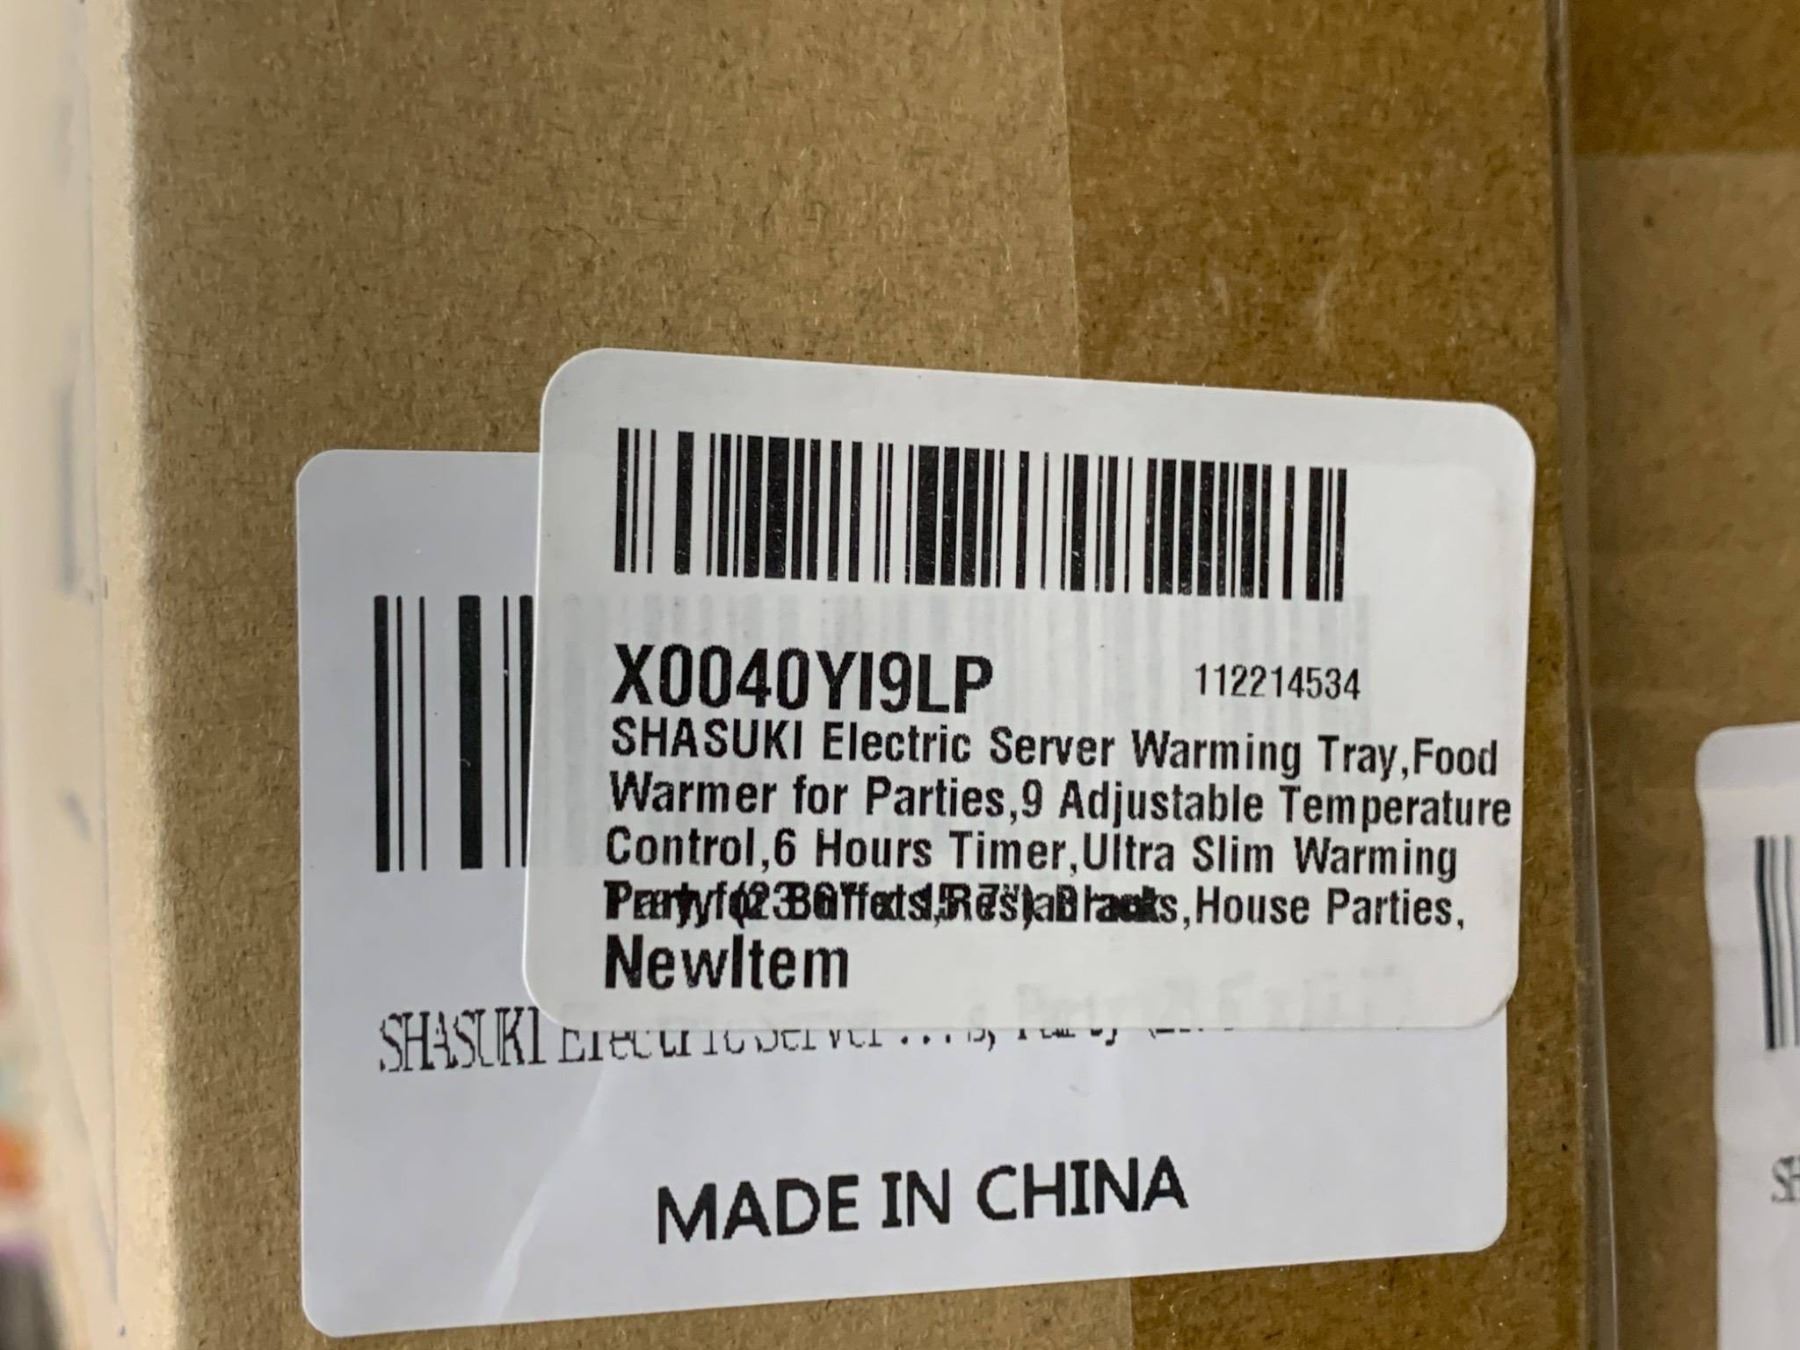 X0040YI9LP 112214534
SHASUKI Electric Server Warming Tray,Food
Warmer for Parties,9 Adjustable Temperature
Control,6 Hours Timer,Ultra Slim Warming
,House Parties,
NewItem
SHASUKI Electric Server ... s, Party
MADE IN CHINA